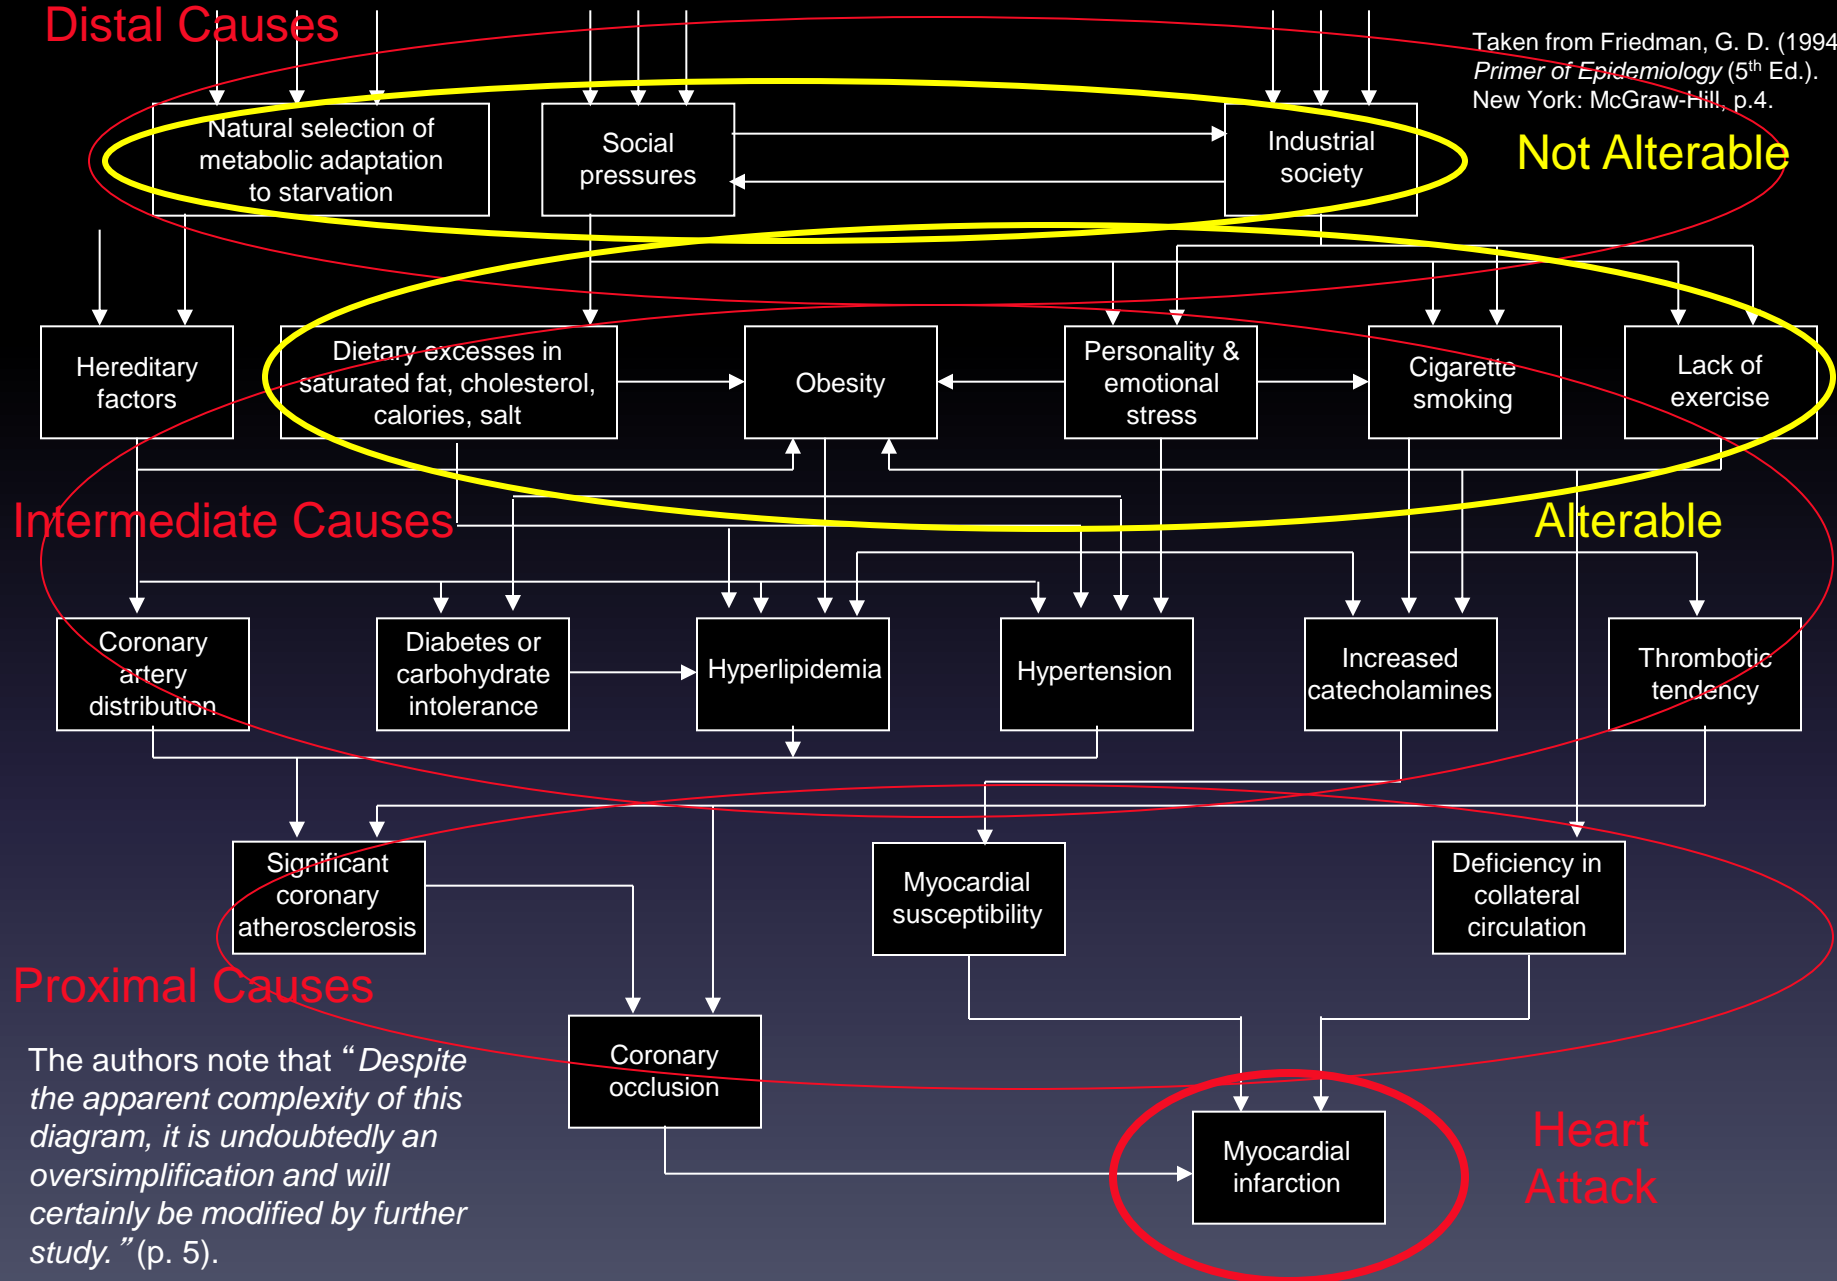 Distal Causes
Taken from Friedman, G. D. (1994
Primer of Epidemiology (5th Ed.).
New York: McGraw-Hill, p.4.
Natural selection of
metabolic adaptation
to starvation
Social
pressures
Industrial
society
Not Alterable
Hereditary
factors
Dietary excesses in
saturated fat, cholesterol,
calories, salt
Obesity
Personality &
emotional
stress
Cigarette
smoking
Lack of
exercise
Intermediate Causes
Alterable
Coronary
artery
distribution
Diabetes or
carbohydrate
intolerance
Hyperlipidemia
Hypertension
Increased
catecholamines
Thrombotic
tendency
Significant
coronary
atherosclerosis
Myocardial
susceptibility
Deficiency in
collateral
circulation
Proximal Causes
Coronary
occlusion
The authors note that “Despite
the apparent complexity of this
diagram, it is undoubtedly an
oversimplification and will
certainly be modified by further
study.” (p. 5).
Myocardial
infarction
Heart
Attack